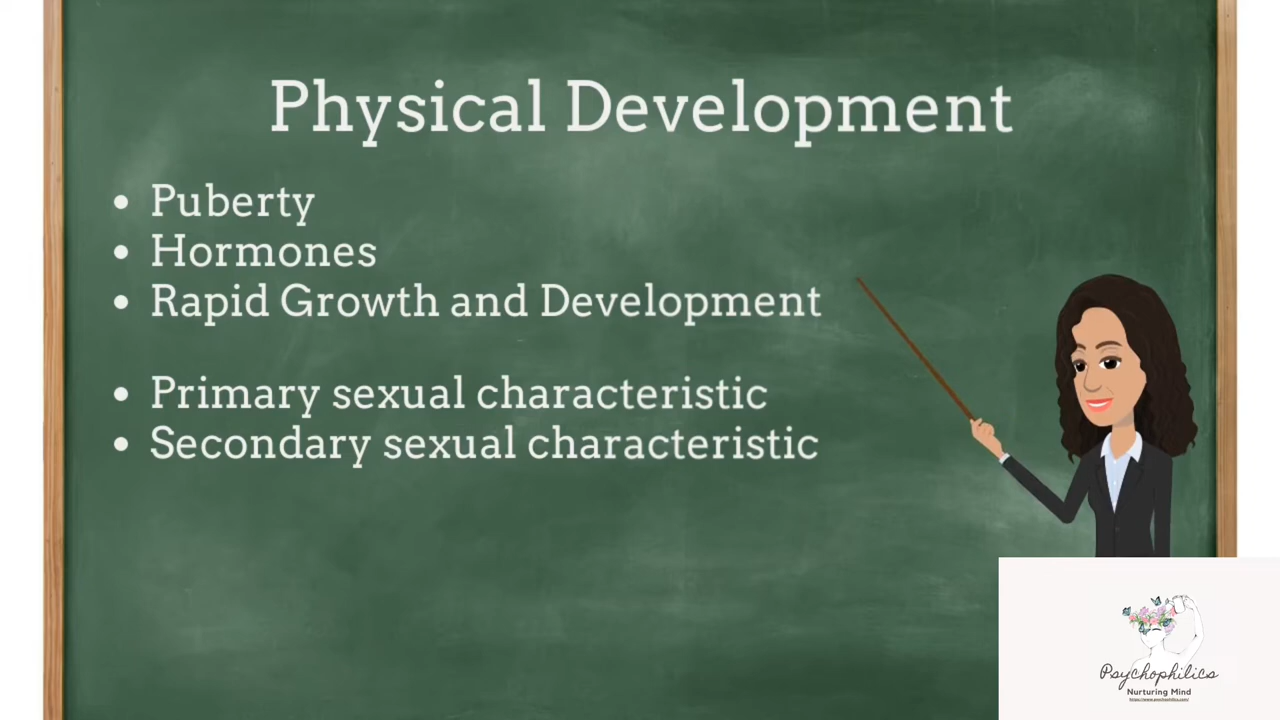 Physical Development
• Puberty
• Hormones
• Rapid Growth and Development
• Primary sexual characteristic
• Secondary sexual characteristic
Psychophilics
Nurturing Mind